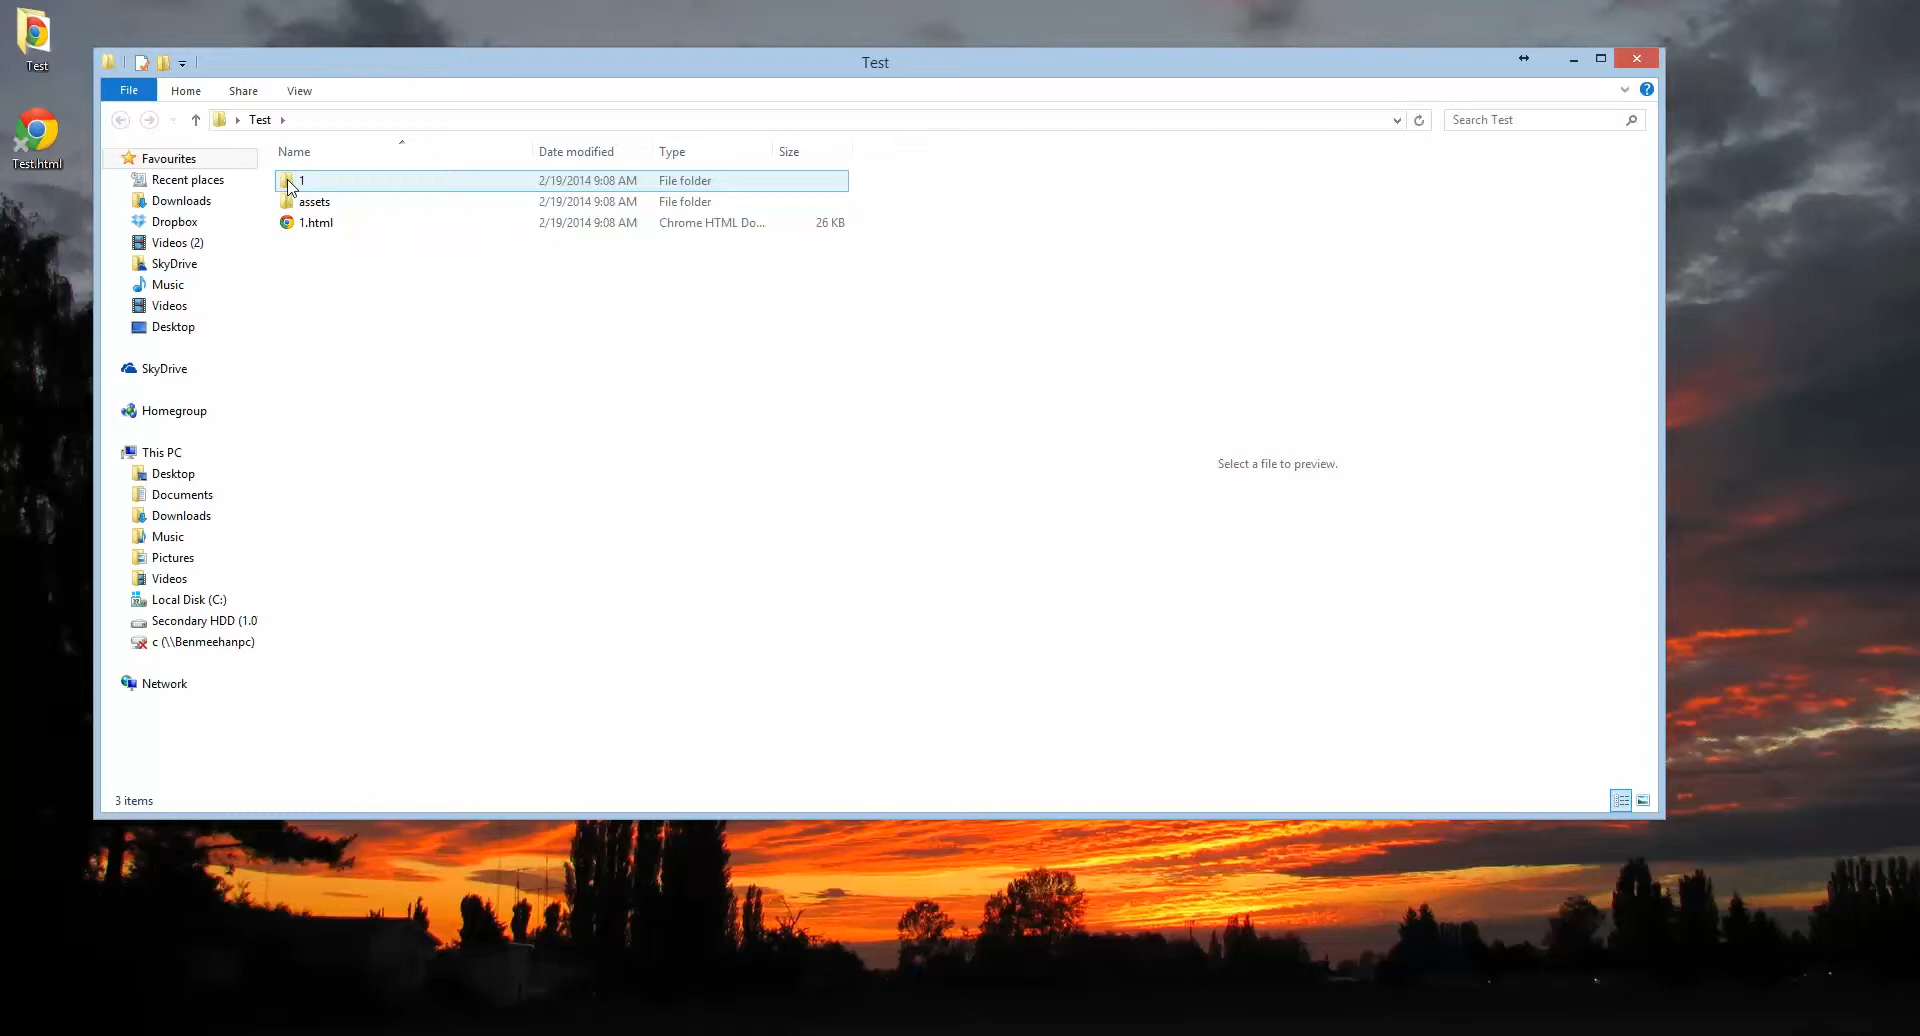 Test
Test.html
Test
File
Home
Share
View
Test
Search Test
Name
Date modified
Type
Size
1
2/19/2014 9:08 AM
File folder
assets
2/19/2014 9:08 AM
File folder
1.html
2/19/2014 9:08 AM
Chrome HTML Do...
26 KB
Favourites
Recent places
Downloads
Dropbox
Videos (2)
SkyDrive
Music
Videos
Desktop
SkyDrive
Homegroup
This PC
Desktop
Documents
Downloads
Music
Pictures
Videos
Local Disk (C:)
Secondary HDD (1.0
c (\\Benmeehanpc)
Network
Select a file to preview.
3 items